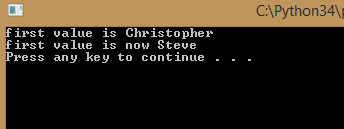 C:\Python34\
first value is Christopher
first value is now Steve
Press any key to continue . . .